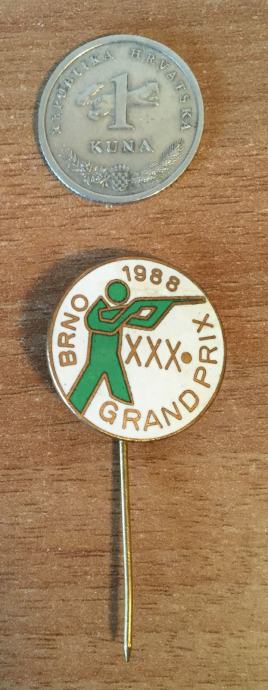 REPUBLIKA HRVATSKA
1
KUNA
BRNO 1988
XXX.
GRAND PRIX